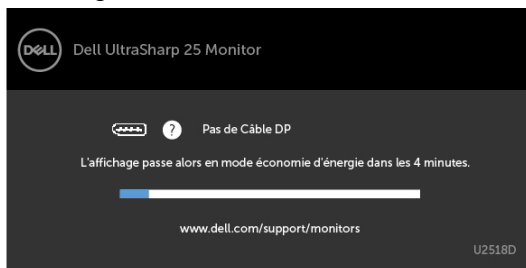 DELL
Dell UltraSharp 25 Monitor
? Pas de Câble DP
L'affichage passe alors en mode économie d'énergie dans les 4 minutes.
www.dell.com/support/monitors
U2518D